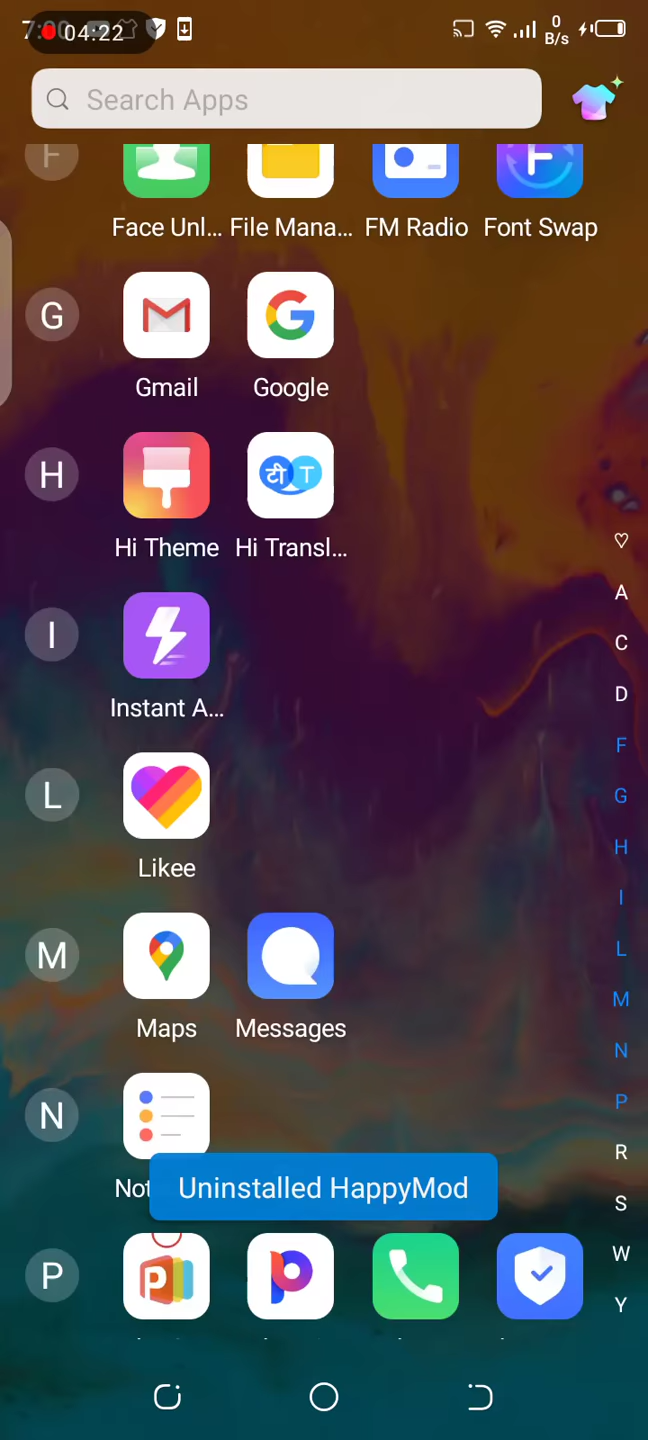 04:22
0
B/s
Search Apps
F
Face Unl...
File Mana...
FM Radio
Font Swap
G
Gmail
Google
H
टी T
Hi Theme
Hi Transl...
I
Instant A...
L
Likee
M
Maps
Messages
N
Not
Uninstalled HappyMod
P
♡
A
C
D
F
G
H
I
L
M
N
P
R
S
W
Y